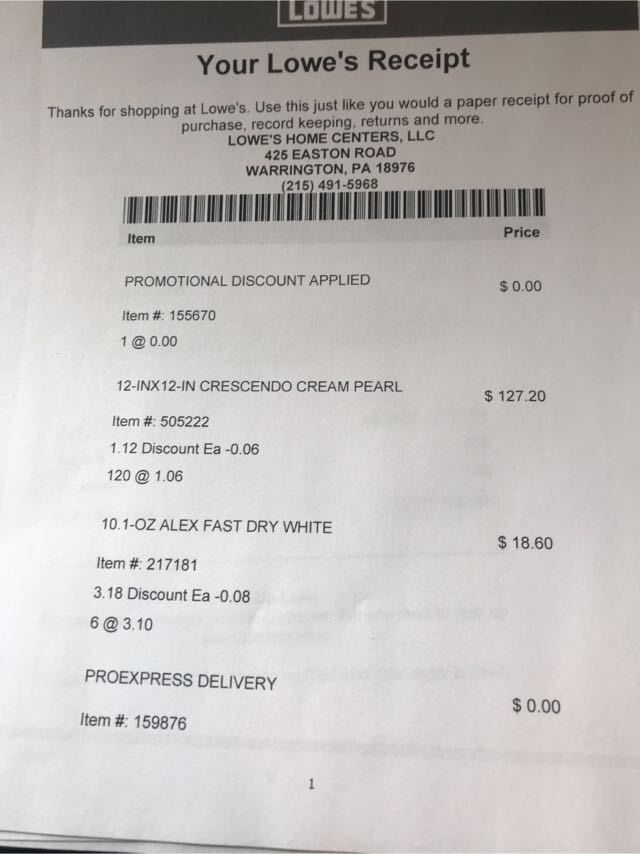 LOWE'S
Your Lowe's Receipt
Thanks for shopping at Lowe's. Use this just like you would a paper receipt for proof of
purchase, record keeping, returns and more.
LOWE'S HOME CENTERS, LLC
425 EASTON ROAD
WARRINGTON, PA 18976
(215) 491-5968
Item Price
PROMOTIONAL DISCOUNT APPLIED $ 0.00
Item #: 155670
1 @ 0.00
12-INX12-IN CRESCENDO CREAM PEARL $ 127.20
Item #: 505222
1.12 Discount Ea -0.06
120 @ 1.06
10.1-OZ ALEX FAST DRY WHITE $ 18.60
Item #: 217181
3.18 Discount Ea -0.08
6 @ 3.10
PROEXPRESS DELIVERY $ 0.00
Item #: 159876
1